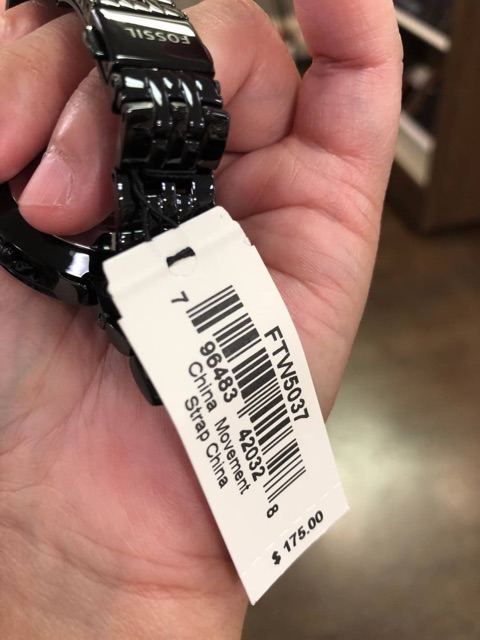 FOSSIL
FTW5037
7 96483 42032 8
China Movement
Strap China
$ 175.00